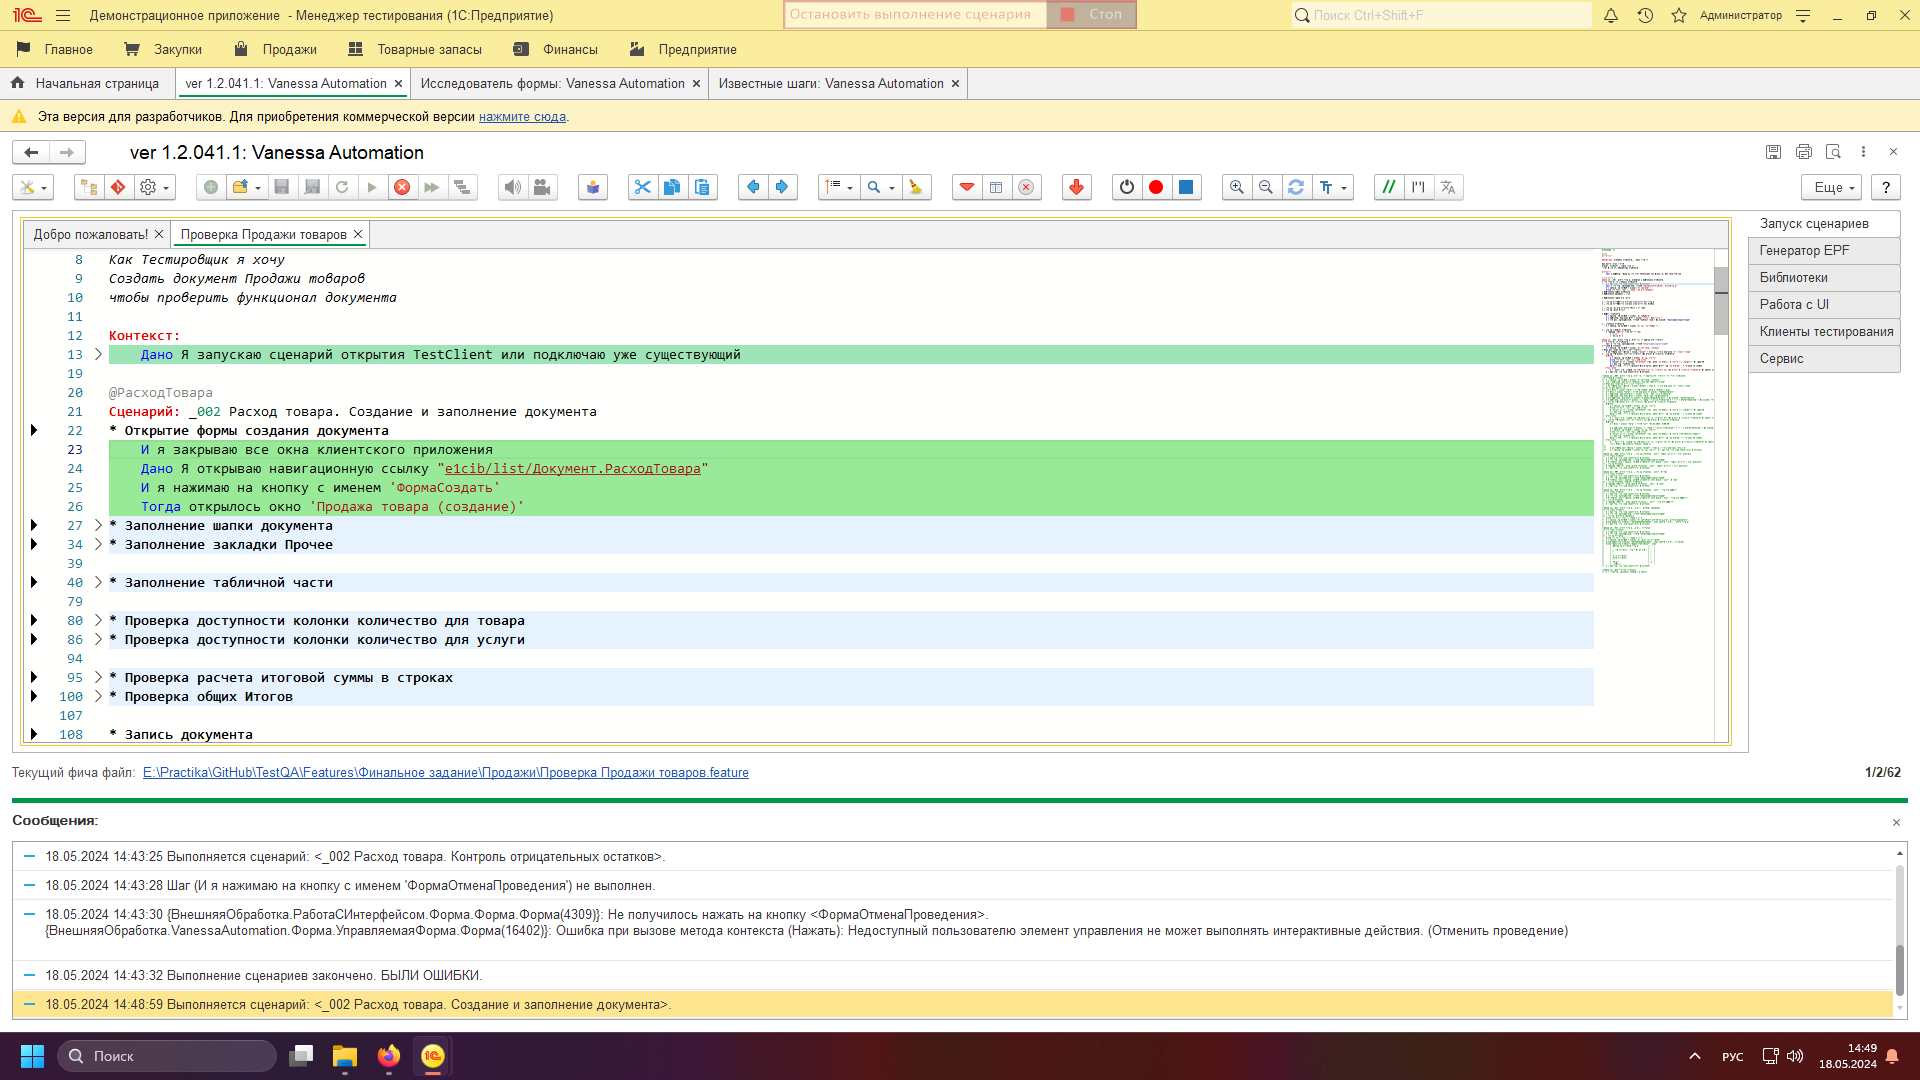 Демонстрационное приложение - Менеджер тестирования (1С:Предприятие)
Остановить выполнение сценария Стоп
Поиск Ctrl+Shift+F
Администратор
Главное Закупки Продажи Товарные запасы Финансы Предприятие
Начальная страница
ver 1.2.041.1: Vanessa Automation
Исследователь формы: Vanessa Automation
Известные шаги: Vanessa Automation
Эта версия для разработчиков. Для приобретения коммерческой версии нажмите сюда.
ver 1.2.041.1: Vanessa Automation
Еще ?
Добро пожаловать!
Проверка Продажи товаров
8 Как Тестировщик я хочу
9 Создать документ Продажи товаров
10 чтобы проверить функционал документа
11
12 Контекст:
13 Дано Я запускаю сценарий открытия TestClient или подключаю уже существующий
19
20 @РасходТовара
21 Сценарий: _002 Расход товара. Создание и заполнение документа
22 * Открытие формы создания документа
23 И я закрываю все окна клиентского приложения
24 Дано Я открываю навигационную ссылку "e1cib/list/Документ.РасходТовара"
25 И я нажимаю на кнопку с именем 'ФормаСоздать'
26 Тогда открылось окно 'Продажа товара (создание)'
27 * Заполнение шапки документа
34 * Заполнение закладки Прочее
39
40 * Заполнение табличной части
79
80 * Проверка доступности колонки количество для товара
86 * Проверка доступности колонки количество для услуги
94
95 * Проверка расчета итоговой суммы в строках
100 * Проверка общих Итогов
107
108 * Запись документа
Запуск сценариев
Генератор EPF
Библиотеки
Работа с UI
Клиенты тестирования
Сервис
Текущий фича файл: E:\Practika\GitHub\TestQA\Features\Финальное задание\Продажи\Проверка Продажи товаров.feature
1/2/62
Сообщения:
18.05.2024 14:43:25 Выполняется сценарий: <_002 Расход товара. Контроль отрицательных остатков>.
18.05.2024 14:43:28 Шаг (И я нажимаю на кнопку с именем 'ФормаОтменаПроведения') не выполнен.
18.05.2024 14:43:30 {ВнешняяОбработка.РаботаСИнтерфейсом.Форма.Форма.Форма(4309)}: Не получилось нажать на кнопку <ФормаОтменаПроведения>.
{ВнешняяОбработка.VanessaAutomation.Форма.УправляемаяФорма.Форма(16402)}: Ошибка при вызове метода контекста (Нажать): Недоступный пользователю элемент управления не может выполнять интерактивные действия. (Отменить проведение)
18.05.2024 14:43:32 Выполнение сценариев закончено. БЫЛИ ОШИБКИ.
18.05.2024 14:48:59 Выполняется сценарий: <_002 Расход товара. Создание и заполнение документа>.
Поиск
РУС
14:49
18.05.2024